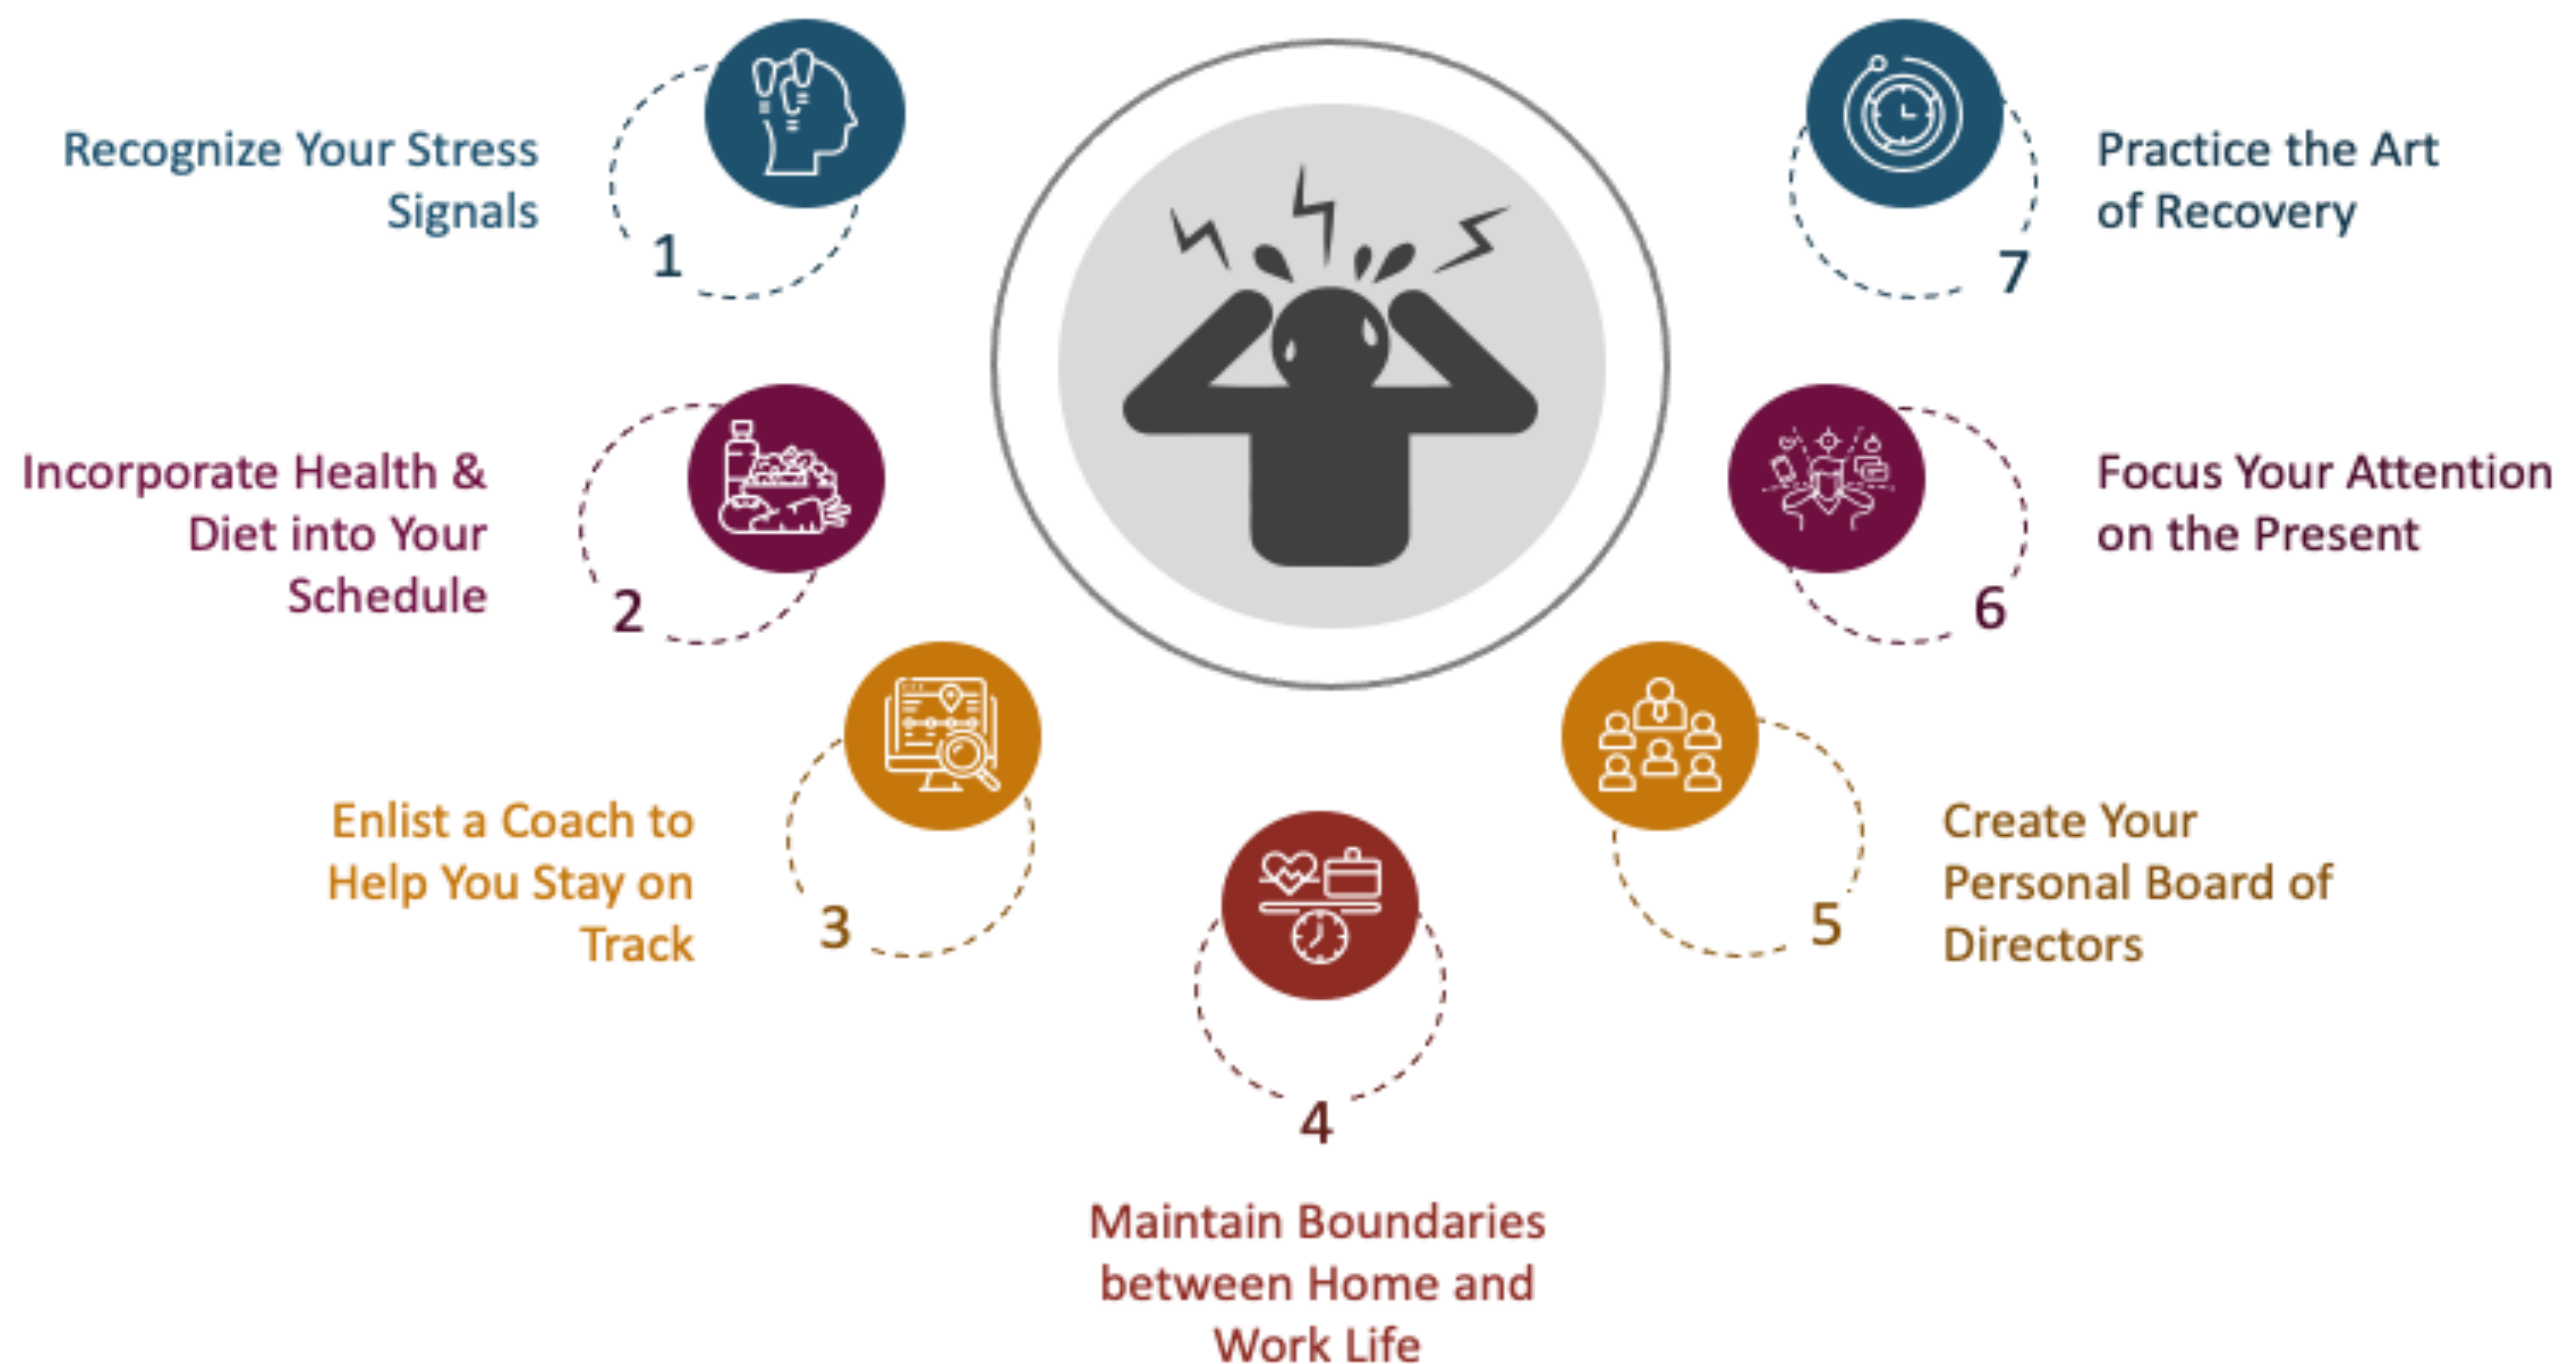 Recognize Your Stress
Signals
1
Incorporate Health &
Diet into Your
Schedule
2
Enlist a Coach to
Help You Stay on
Track
3
4
Maintain Boundaries
between Home and
Work Life
5
Create Your
Personal Board of
Directors
6
Focus Your Attention
on the Present
7
Practice the Art
of Recovery